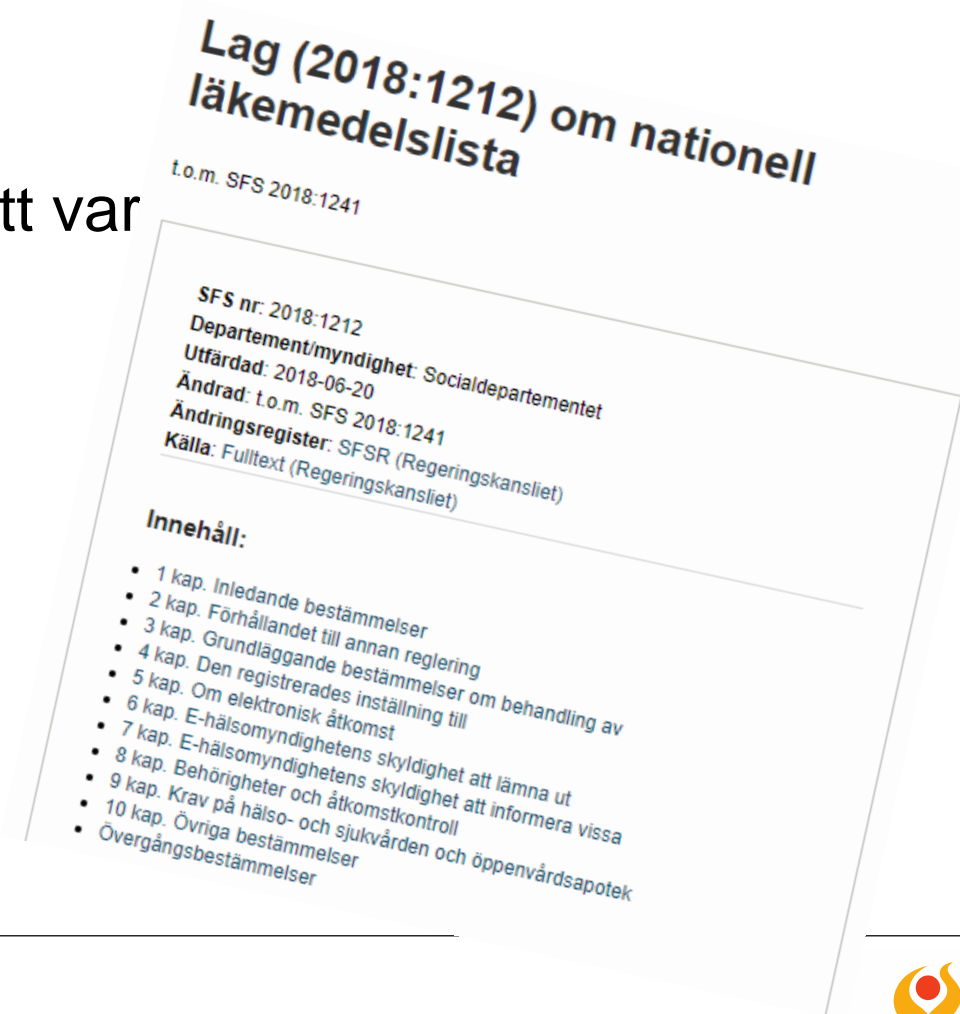 Lag (2018:1212) om nationell
läkemedelslista
t.o.m. SFS 2018:1241
tt var
SFS nr: 2018:1212
Departement/myndighet: Socialdepartementet
Utfärdad: 2018-06-20
Ändrad: t.o.m. SFS 2018:1241
Ändringsregister: SFSR (Regeringskansliet)
Källa: Fulltext (Regeringskansliet)
Innehåll:
• 1 kap. Inledande bestämmelser
• 2 kap. Förhållandet till annan reglering
• 3 kap. Grundläggande bestämmelser om behandling av
• 4 kap. Den registrerades inställning till
• 5 kap. Om elektronisk åtkomst
• 6 kap. E-hälsomyndighetens skyldighet att lämna ut
• 7 kap. E-hälsomyndighetens skyldighet att informera vissa
• 8 kap. Behörigheter och åtkomstkontroll
• 9 kap. Krav på hälso- och sjukvården och öppenvårdsapotek
• 10 kap. Övriga bestämmelser
• Övergångsbestämmelser